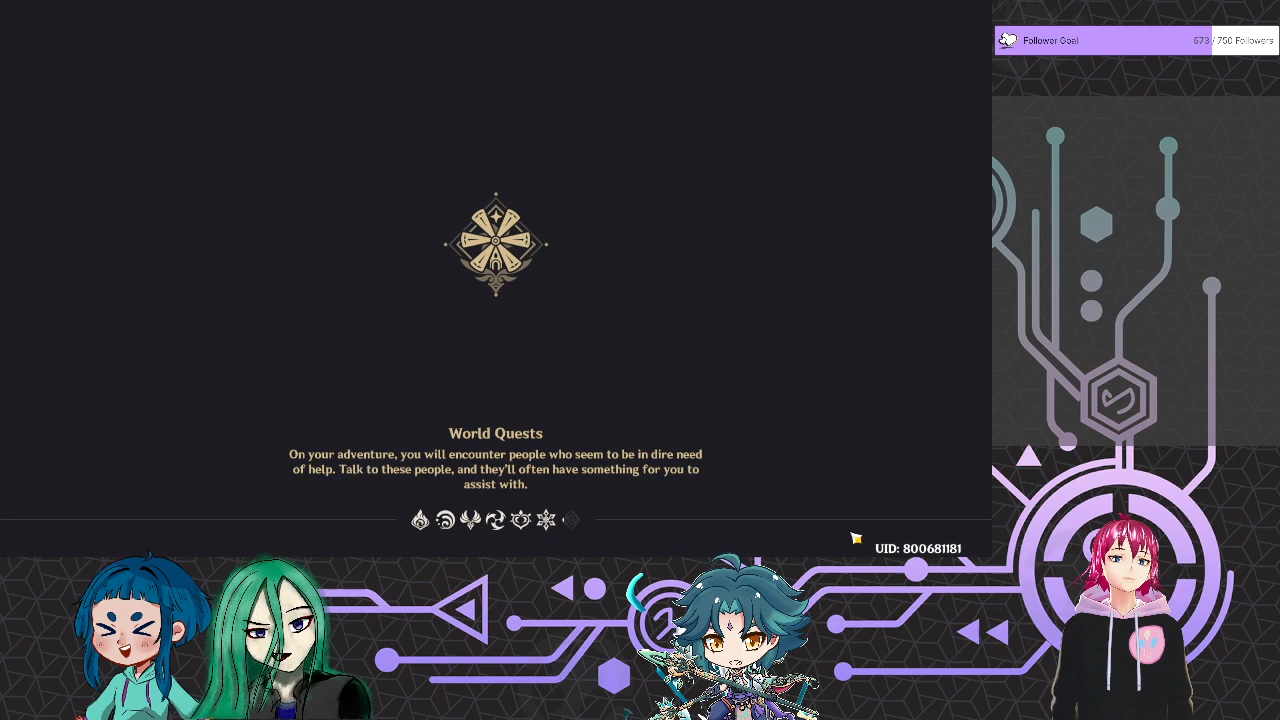 Follower Goal
573 / 750 Followers
World Quests
On your adventure, you will encounter people who seem to be in dire need
of help. Talk to these people, and they'll often have something for you to
assist with.
UID: 800681181